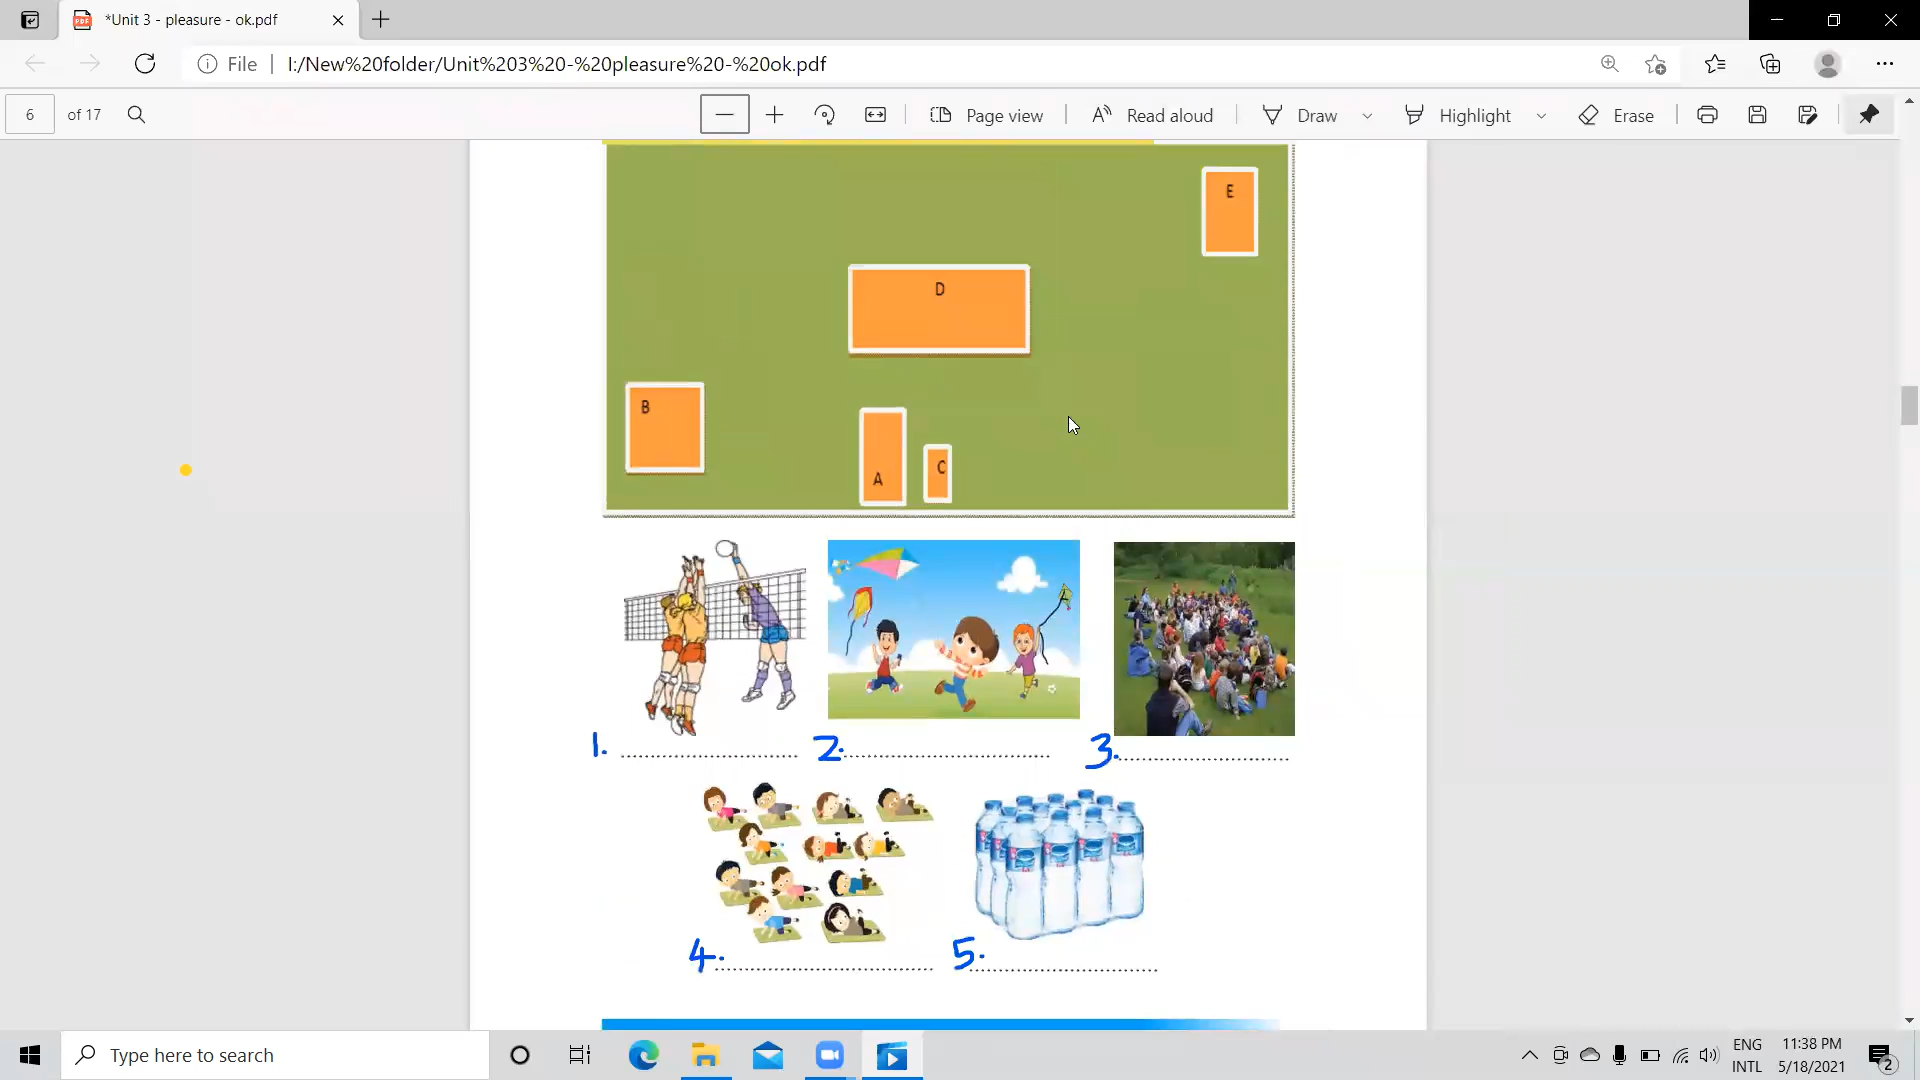 *Unit 3 - pleasure - ok.pdf
File
I:/New%20folder/Unit%203%20-%20pleasure%20-%20ok.pdf
6 of 17
Page view
Read aloud
Draw
Highlight
Erase
E
D
B
A
C
1. ........................................
2. ........................................
3. ........................................
4. ........................................
5. ........................................
Type here to search
ENG
INTL
11:38 PM
5/18/2021
2